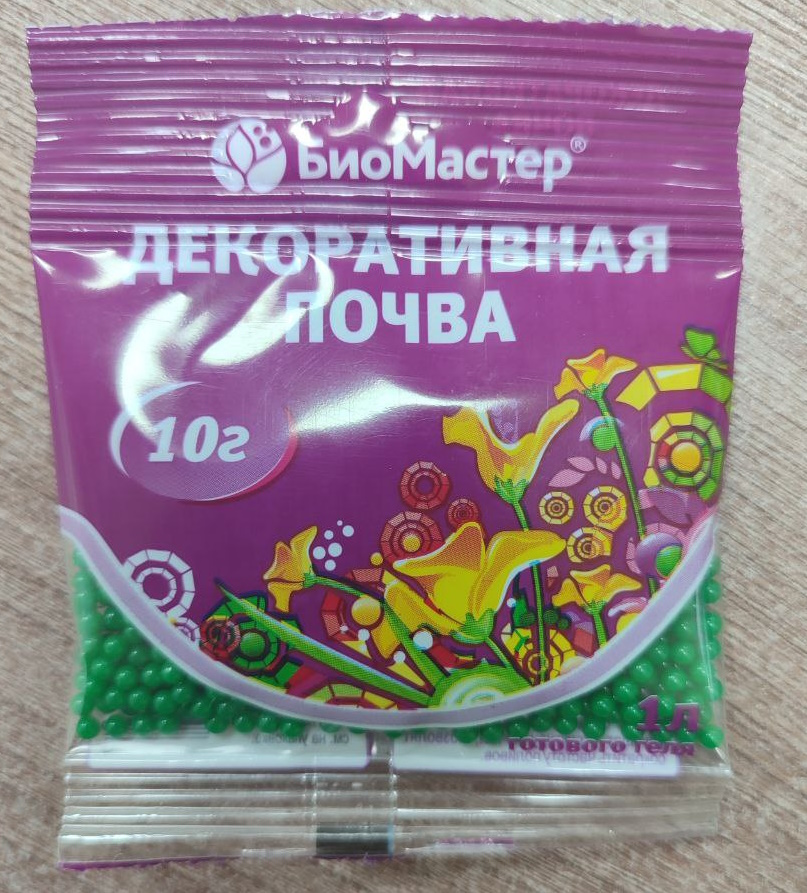 БиоМастер®
ДЕКОРАТИВНАЯ
ПОЧВА
10г
1л
готового геля